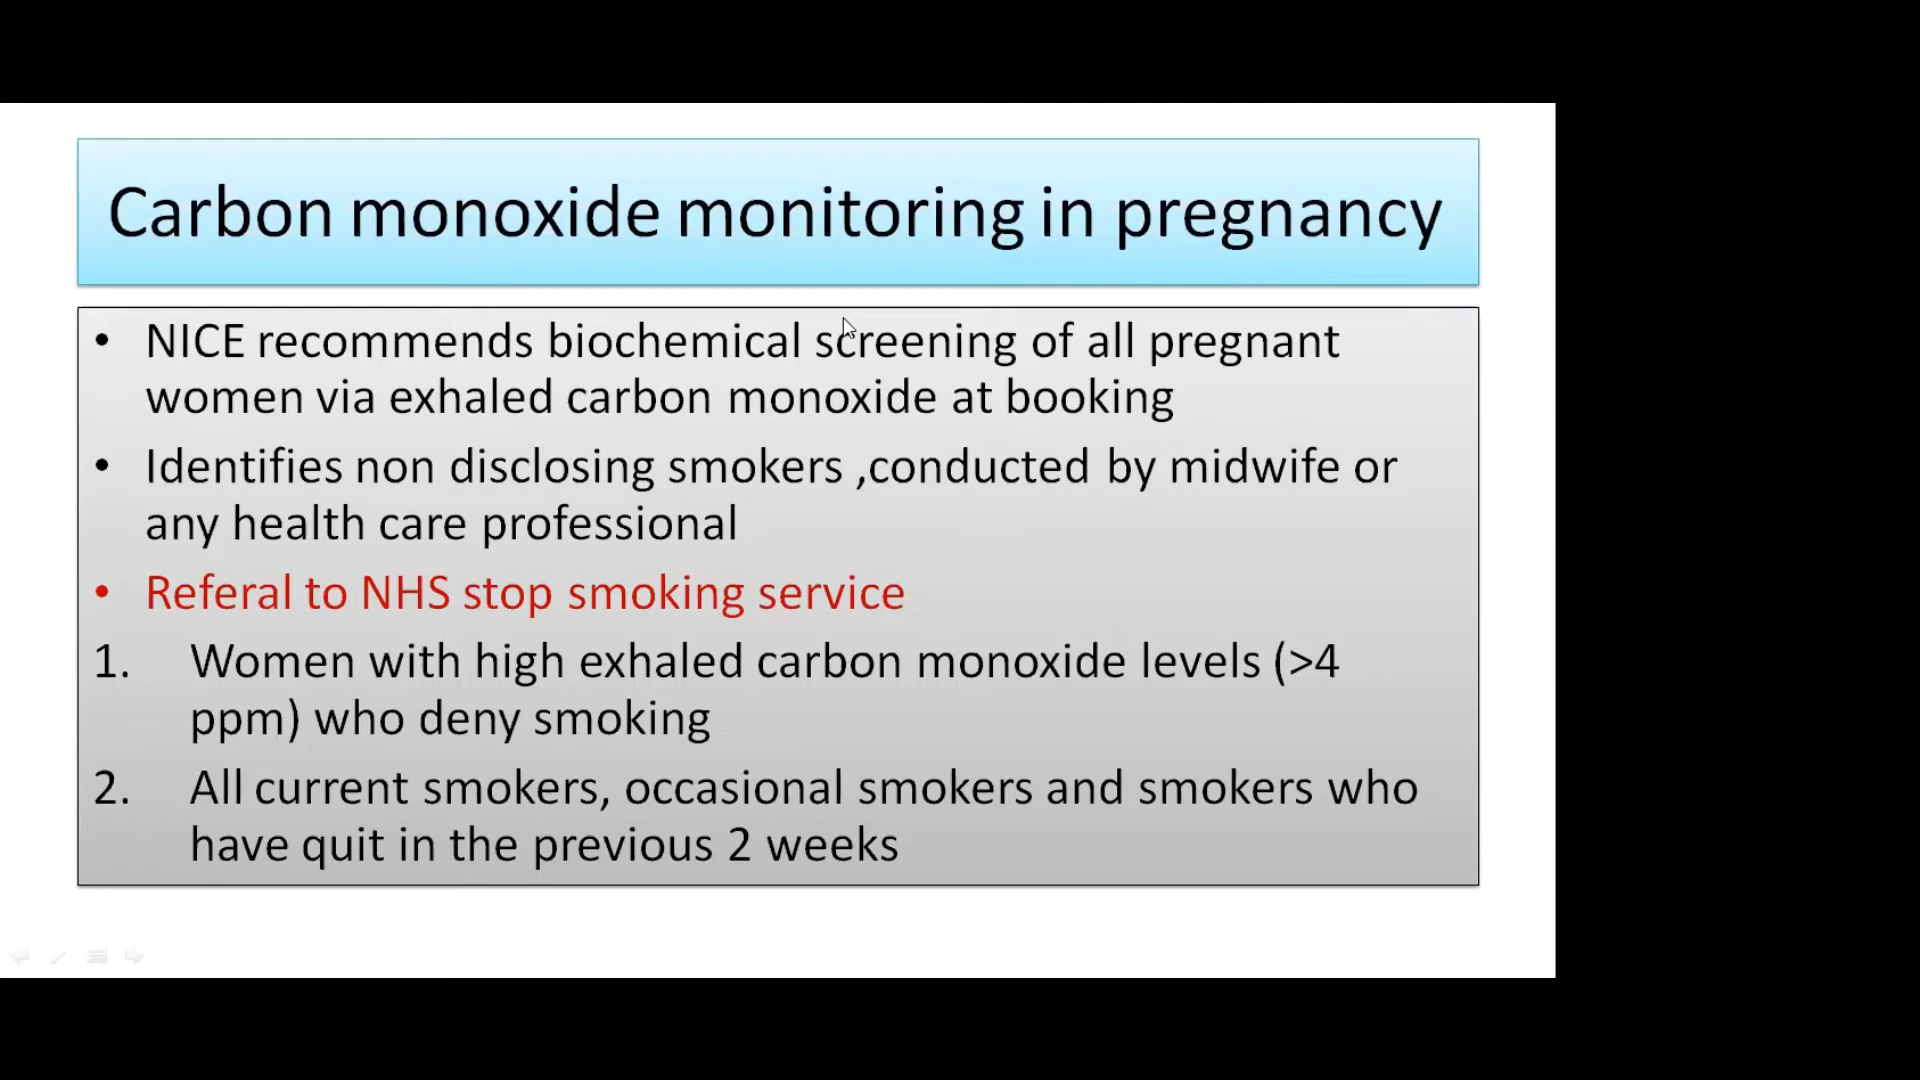 Carbon monoxide monitoring in pregnancy
• NICE recommends biochemical screening of all pregnant
women via exhaled carbon monoxide at booking
• Identifies non disclosing smokers ,conducted by midwife or
any health care professional
• Referal to NHS stop smoking service
1. Women with high exhaled carbon monoxide levels (>4
ppm) who deny smoking
2. All current smokers, occasional smokers and smokers who
have quit in the previous 2 weeks